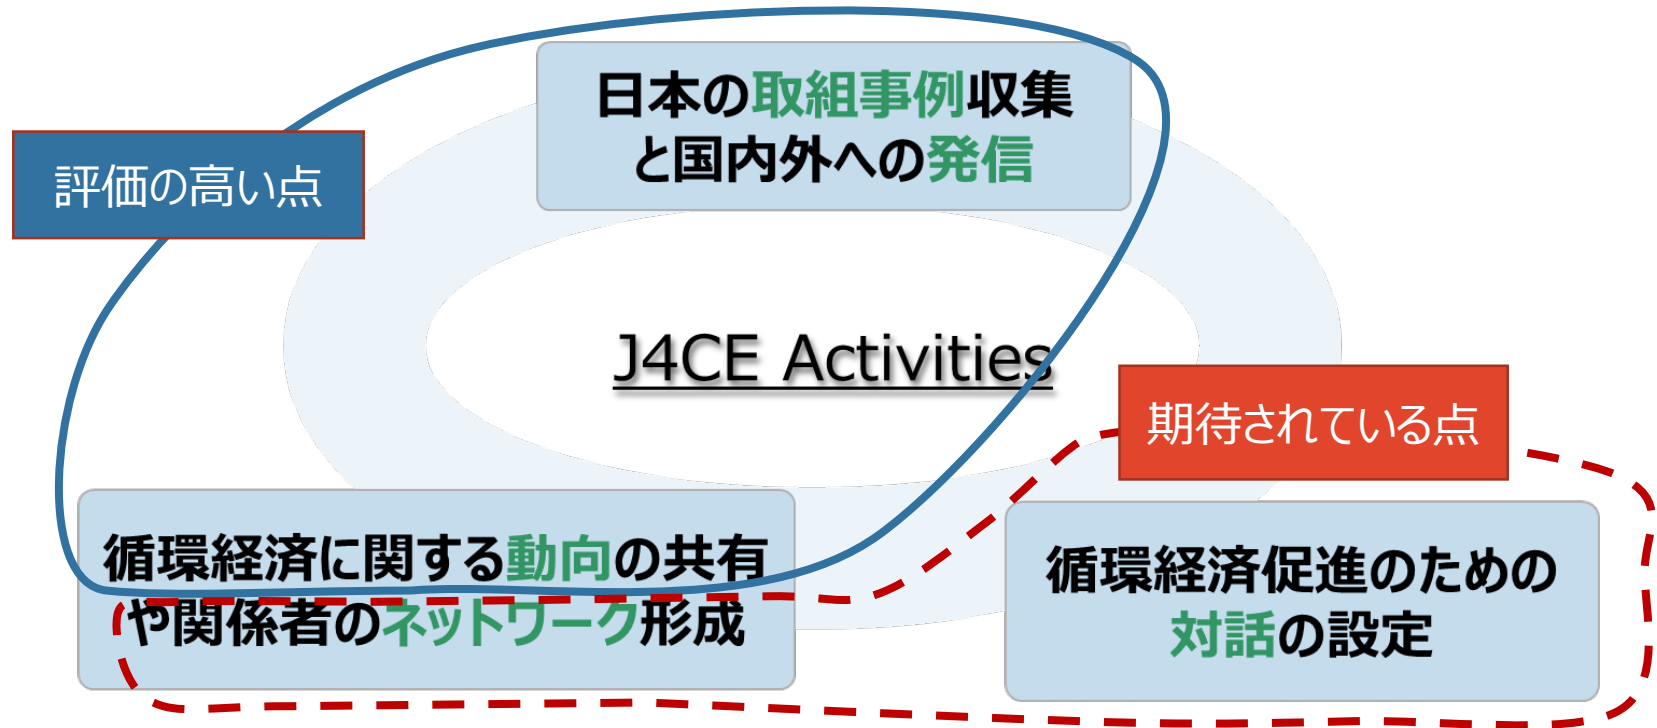 日本の取組事例収集
と国内外への発信
評価の高い点
J4CE Activities
期待されている点
循環経済に関する動向の共有
や関係者のネットワーク形成
循環経済促進のための
対話の設定